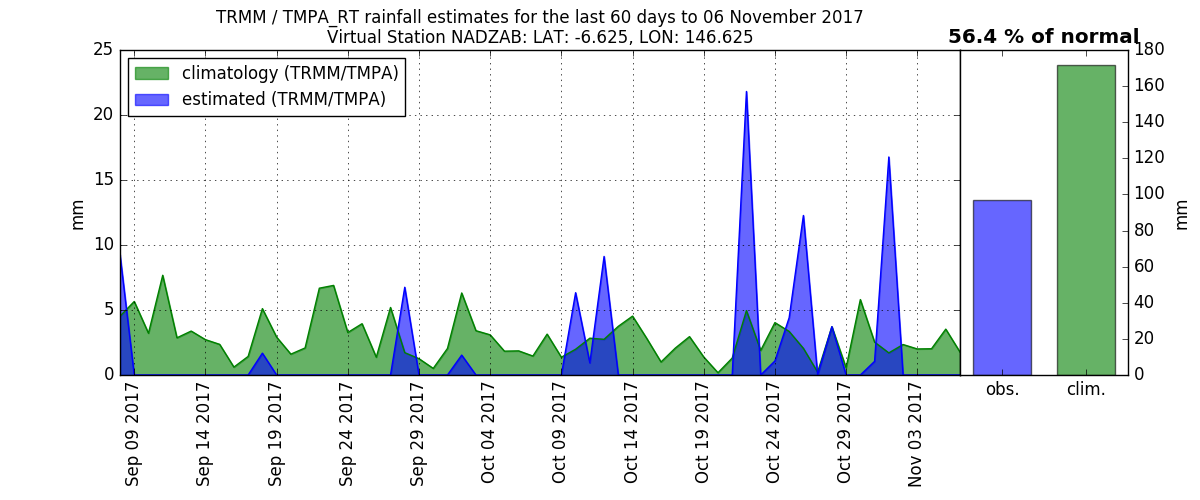 TRMM / TMPA_RT rainfall estimates for the last 60 days to 06 November 2017
Virtual Station NADZAB: LAT: -6.625, LON: 146.625
56.4 % of normal
climatology (TRMM/TMPA)
estimated (TRMM/TMPA)
25
20
15
10
5
0
mm
Sep 09 2017
Sep 14 2017
Sep 19 2017
Sep 24 2017
Sep 29 2017
Oct 04 2017
Oct 09 2017
Oct 14 2017
Oct 19 2017
Oct 24 2017
Oct 29 2017
Nov 03 2017
obs.
clim.
180
160
140
120
100
80
60
40
20
0
mm